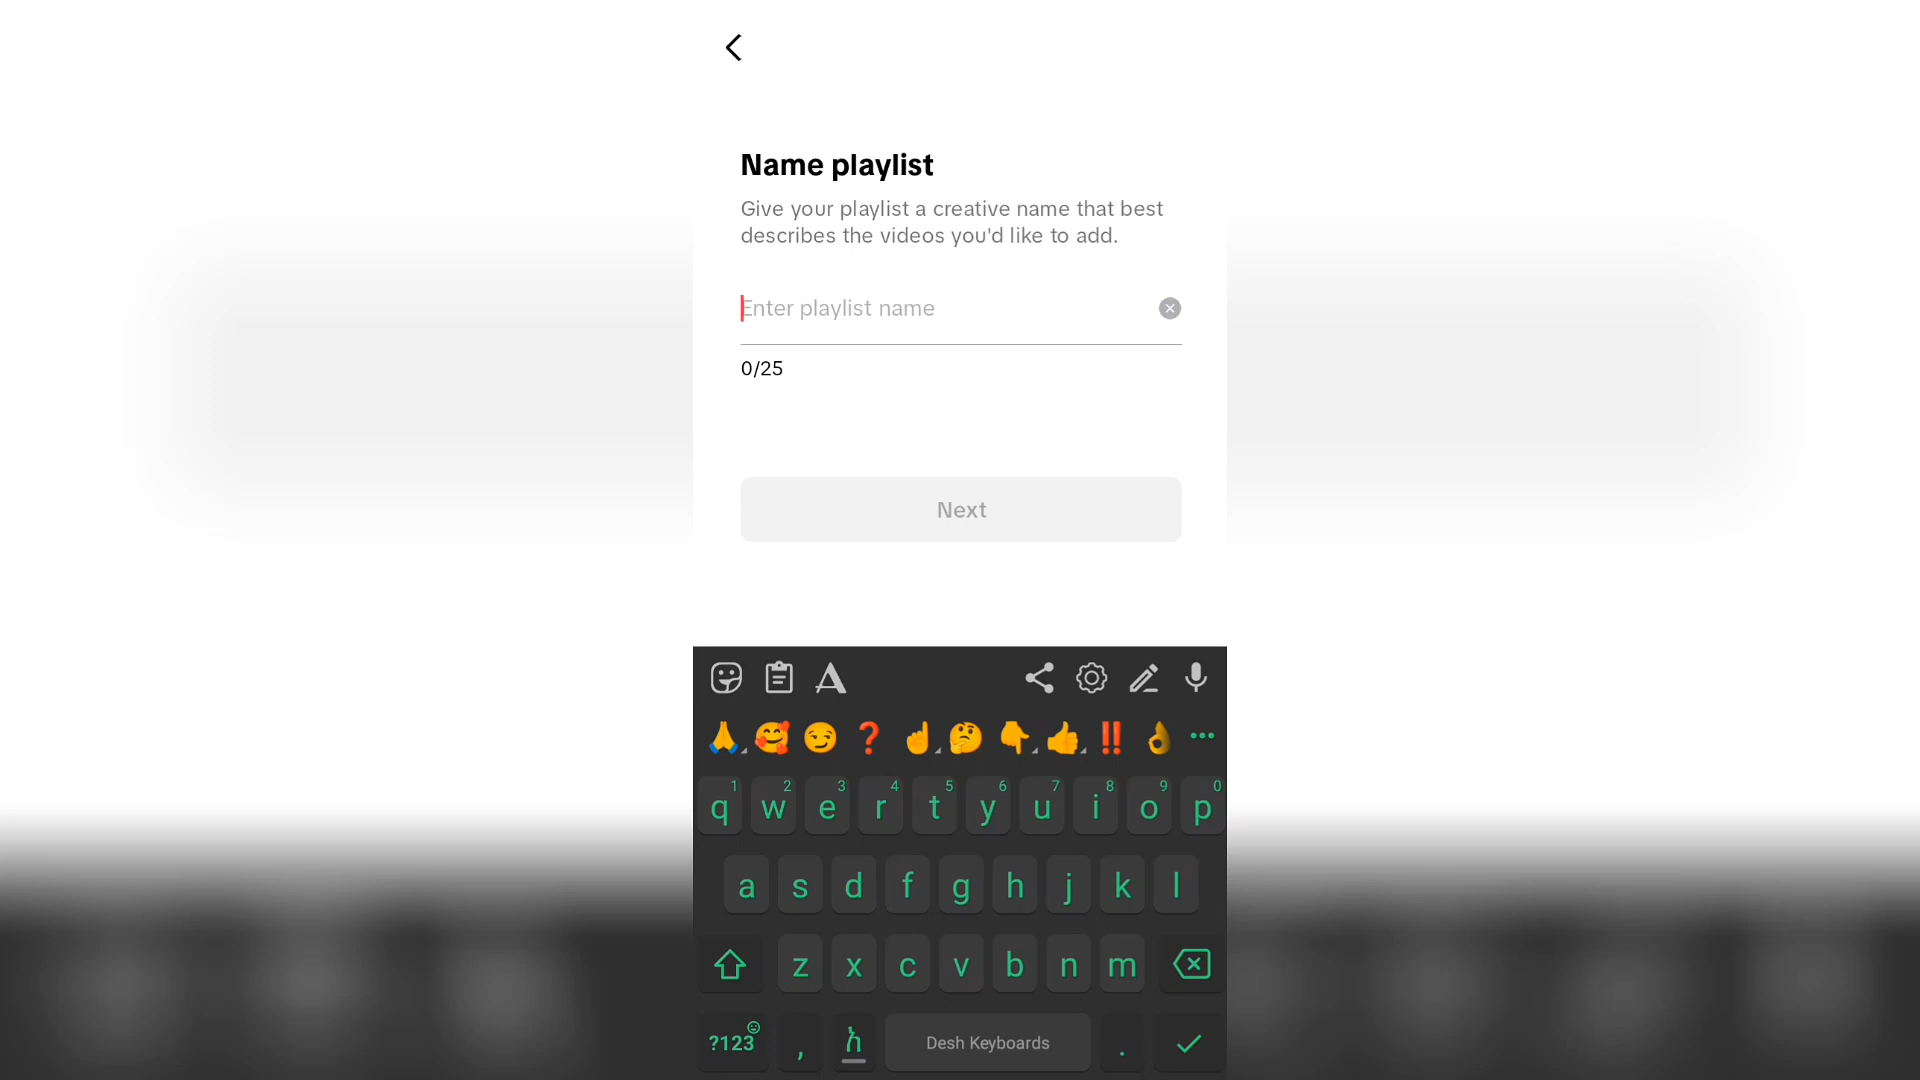 Name playlist
Give your playlist a creative name that best
describes the videos you'd like to add.
Enter playlist name
0/25
Next
1 2 3 4 5 6 7 8 9 0
q w e r t y u i o p
a s d f g h j k l
z x c v b n m
?123 , አ Desh Keyboards .